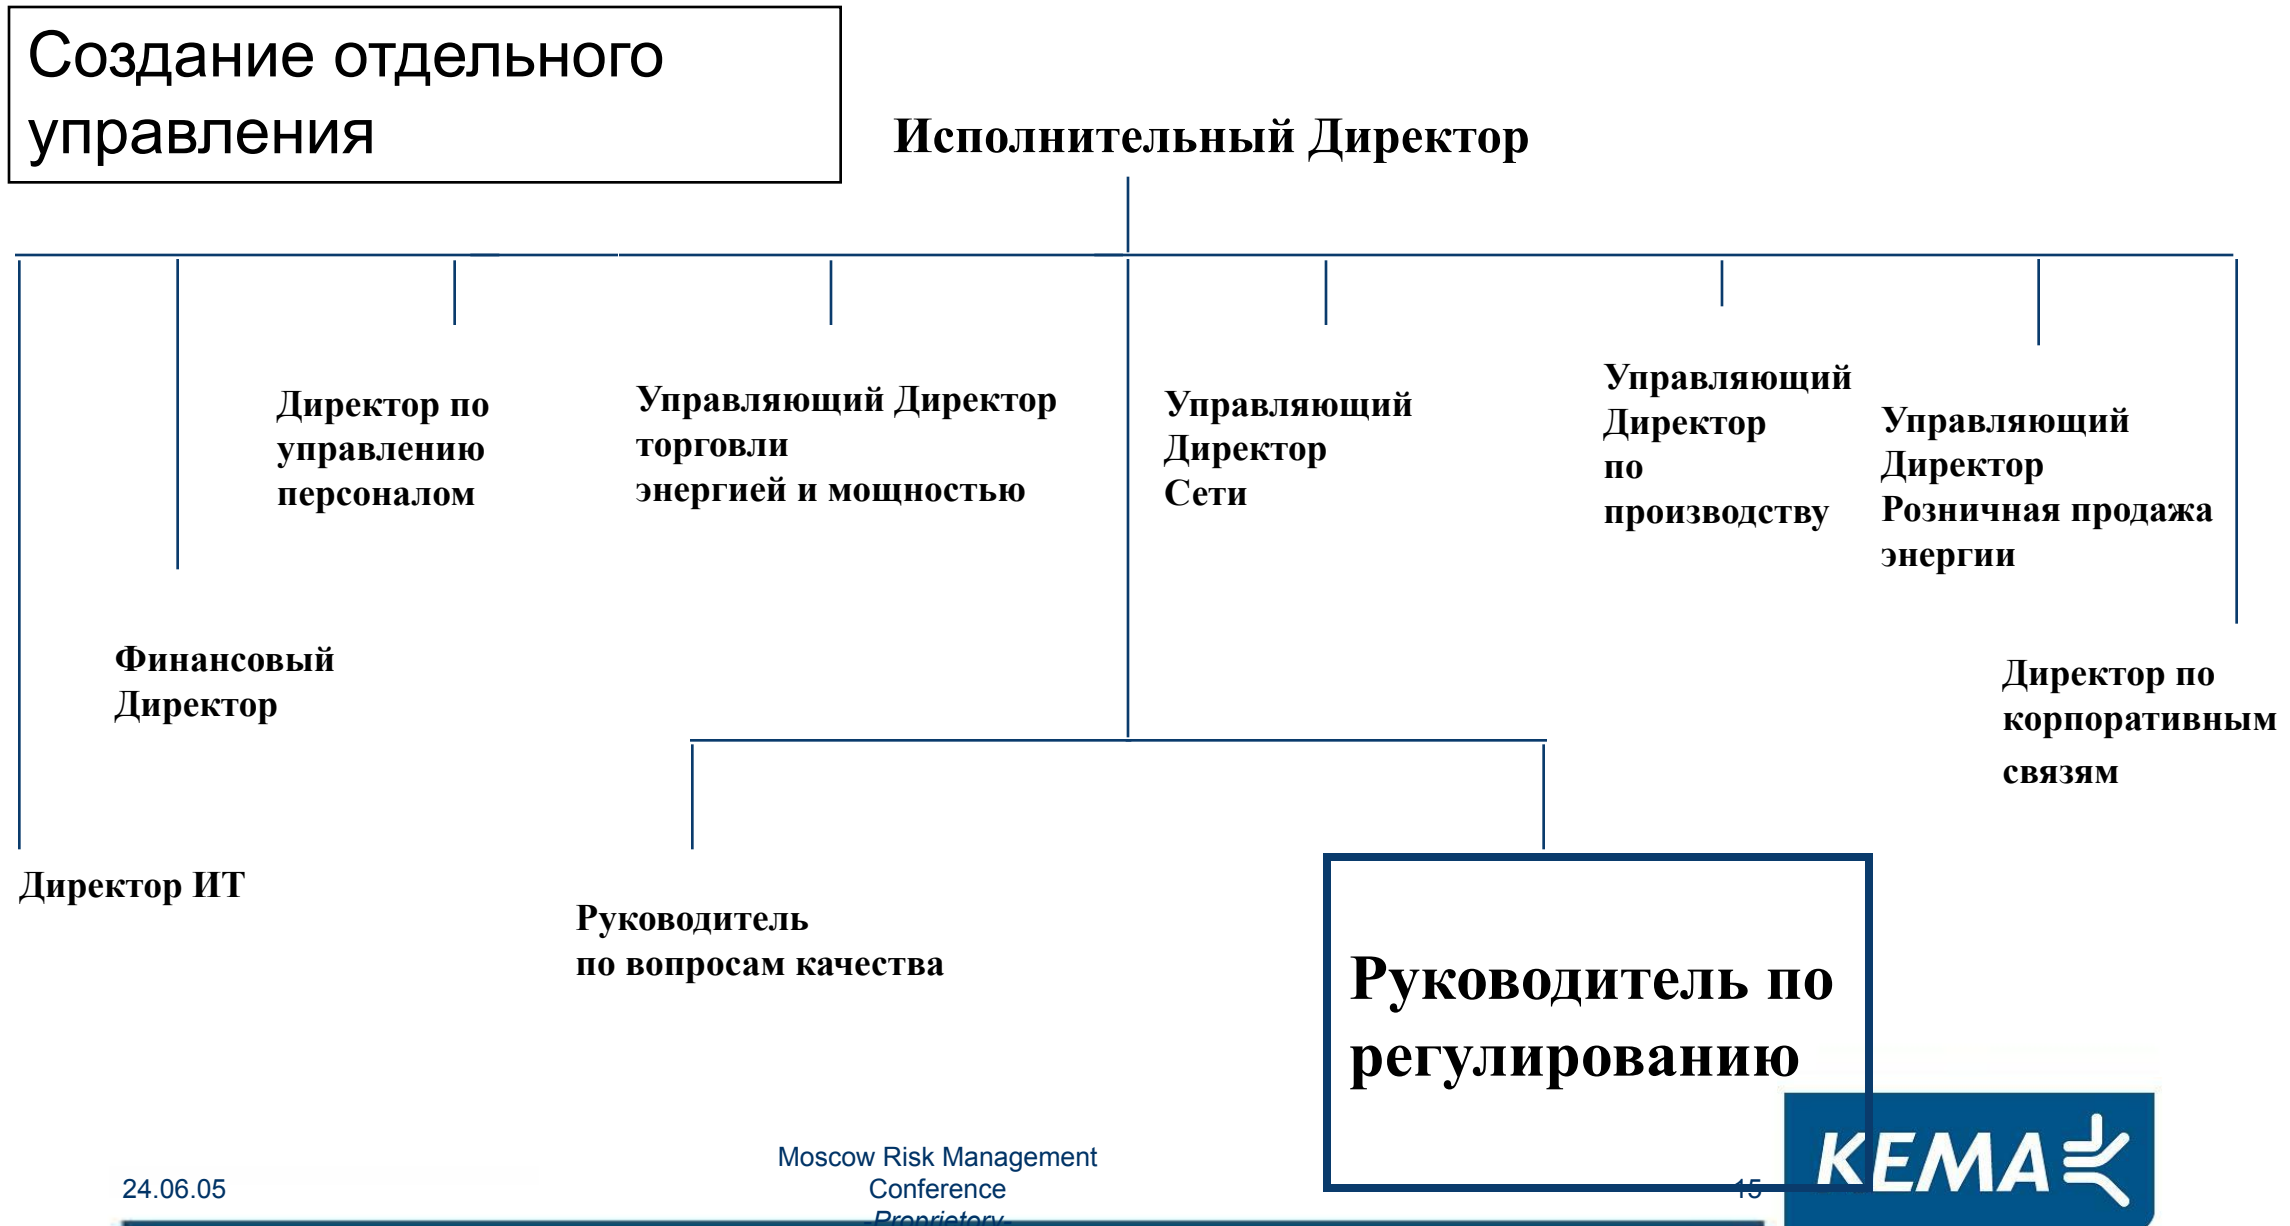 Создание отдельного
управления
Исполнительный Директор
Директор по
управлению
персоналом
Управляющий Директор
торговли
энергией и мощностью
Управляющий
Директор
Сети
Управляющий
Директор
по
производству
Управляющий
Директор
Розничная продажа
энергии
Финансовый
Директор
Директор по
корпоративным
связям
Директор ИТ
Руководитель
по вопросам качества
Руководитель по
регулированию
24.06.05
Moscow Risk Management
Conference
-Proprietory-
15
KEMA